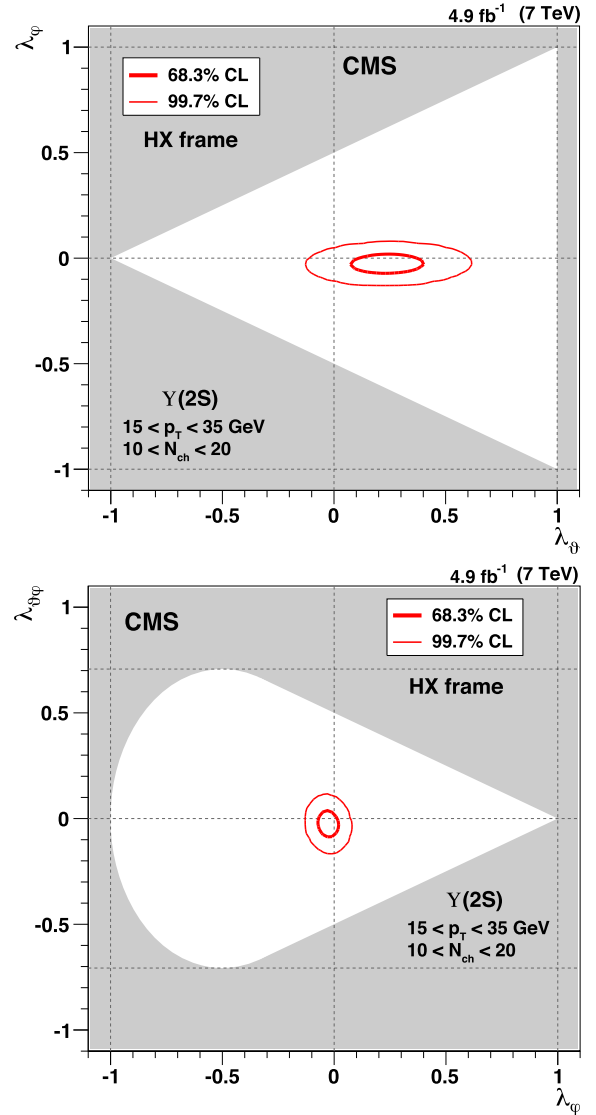 4.9 fb⁻¹ (7 TeV)
λφ
1
68.3% CL
99.7% CL
CMS
HX frame
0.5
0
-0.5
ϒ(2S)
15 < pT < 35 GeV
10 < Nch < 20
-1
-1 -0.5 0 0.5 1
λϑ
4.9 fb⁻¹ (7 TeV)
λϑφ
1
CMS
68.3% CL
99.7% CL
HX frame
0.5
0
ϒ(2S)
15 < pT < 35 GeV
10 < Nch < 20
-0.5
-1
-1 -0.5 0 0.5 1
λφ